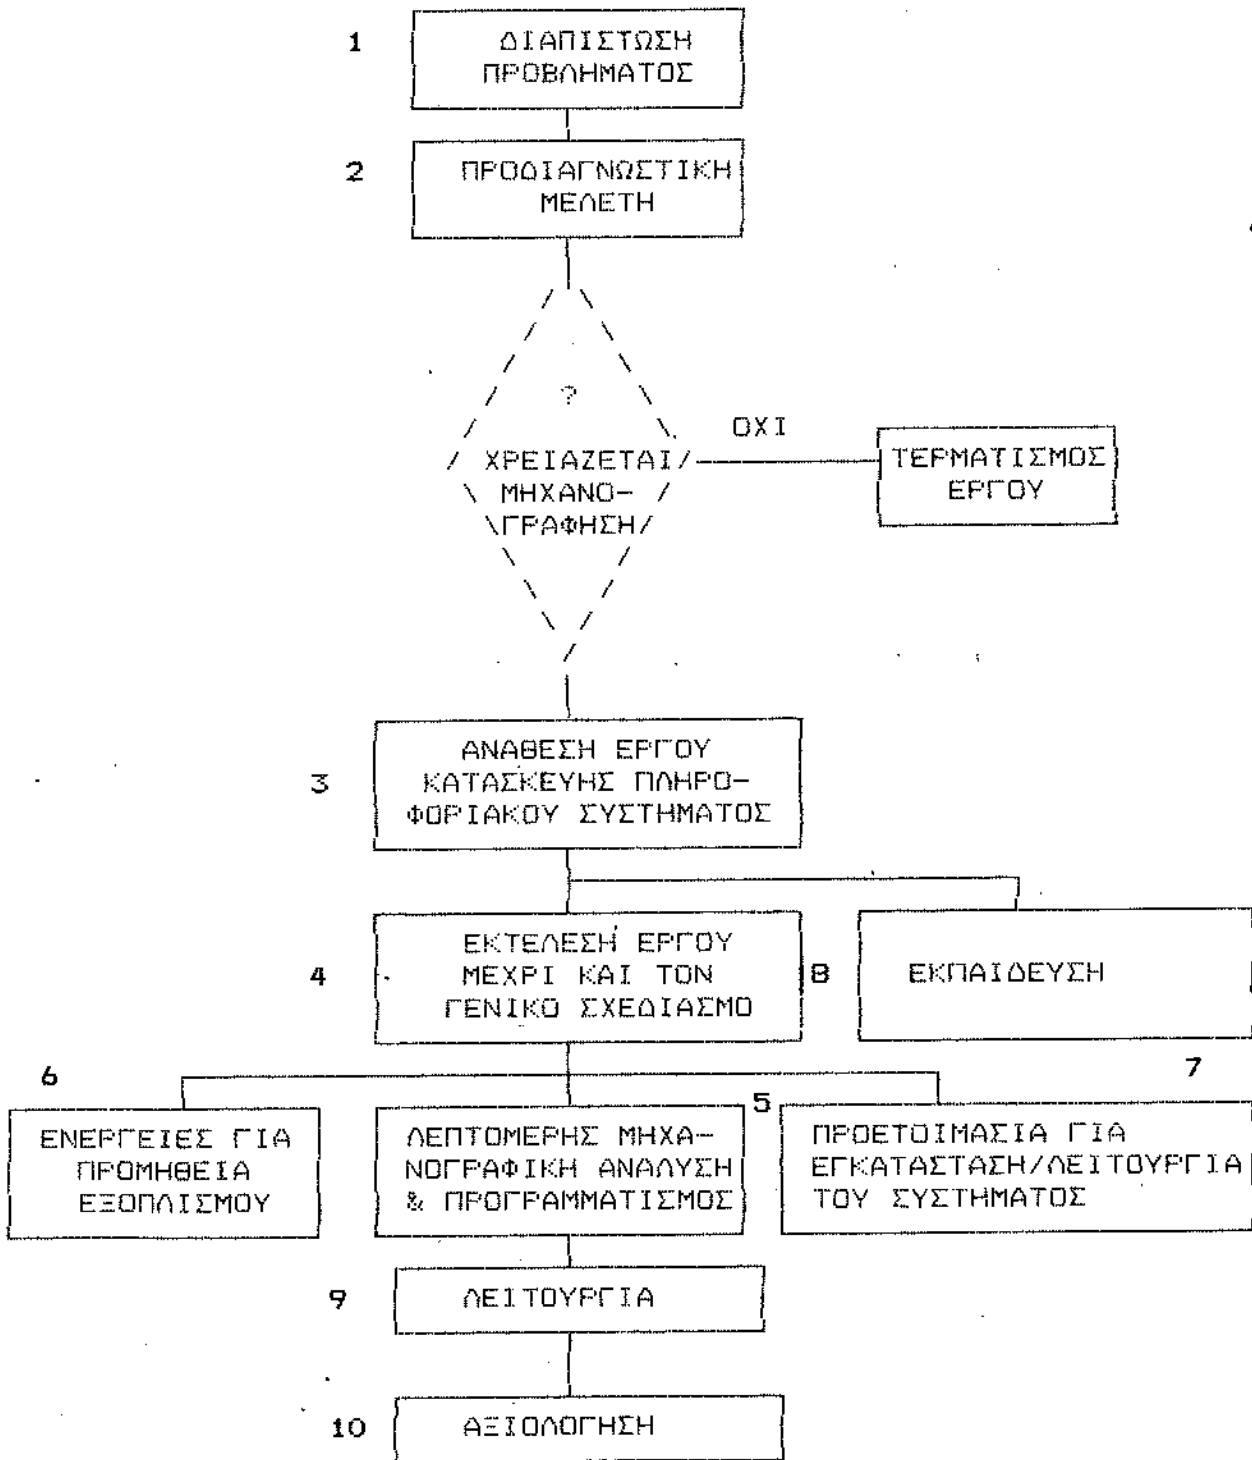 1
ΔΙΑΠΙΣΤΩΣΗ
ΠΡΟΒΛΗΜΑΤΟΣ
2
ΠΡΟΔΙΑΓΝΩΣΤΙΚΗ
ΜΕΛΕΤΗ
?
ΧΡΕΙΑΖΕΤΑΙ
ΜΗΧΑΝΟ-
ΓΡΑΦΗΣΗ
ΟΧΙ
ΤΕΡΜΑΤΙΣΜΟΣ
ΕΡΓΟΥ
3
ΑΝΑΘΕΣΗ ΕΡΓΟΥ
ΚΑΤΑΣΚΕΥΗΣ ΠΛΗΡΟ-
ΦΟΡΙΑΚΟΥ ΣΥΣΤΗΜΑΤΟΣ
4
ΕΚΤΕΛΕΣΗ ΕΡΓΟΥ
ΜΕΧΡΙ ΚΑΙ ΤΟΝ
ΓΕΝΙΚΟ ΣΧΕΔΙΑΣΜΟ
8
ΕΚΠΑΙΔΕΥΣΗ
6
ΕΝΕΡΓΕΙΕΣ ΓΙΑ
ΠΡΟΜΗΘΕΙΑ
ΕΞΟΠΛΙΣΜΟΥ
5
ΛΕΠΤΟΜΕΡΗΣ ΜΗΧΑ-
ΝΟΓΡΑΦΙΚΗ ΑΝΑΛΥΣΗ
& ΠΡΟΓΡΑΜΜΑΤΙΣΜΟΣ
7
ΠΡΟΕΤΟΙΜΑΣΙΑ ΓΙΑ
ΕΓΚΑΤΑΣΤΑΣΗ/ΛΕΙΤΟΥΡΓΙΑ
ΤΟΥ ΣΥΣΤΗΜΑΤΟΣ
9
ΛΕΙΤΟΥΡΓΙΑ
10
ΑΞΙΟΛΟΓΗΣΗ